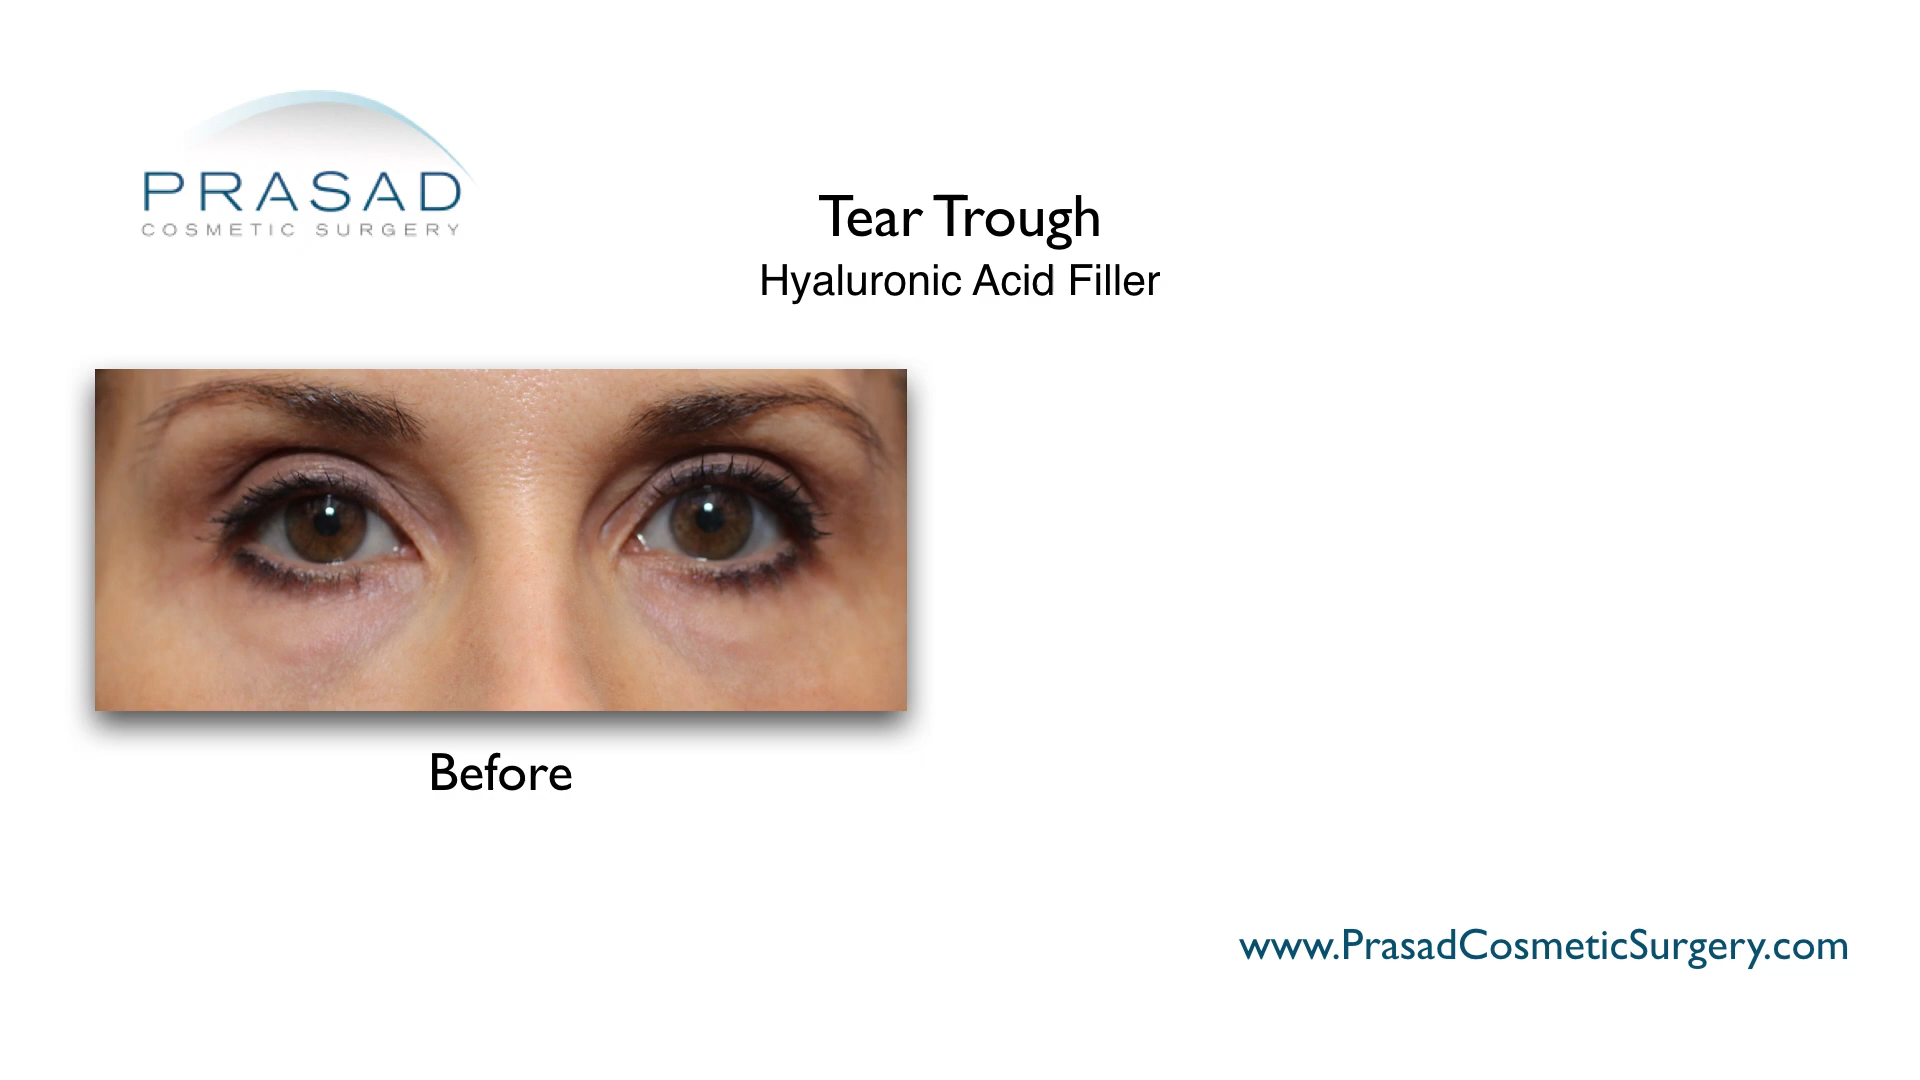 PRASAD
COSMETIC SURGERY
Tear Trough
Hyaluronic Acid Filler
Before
www.PrasadCosmeticSurgery.com